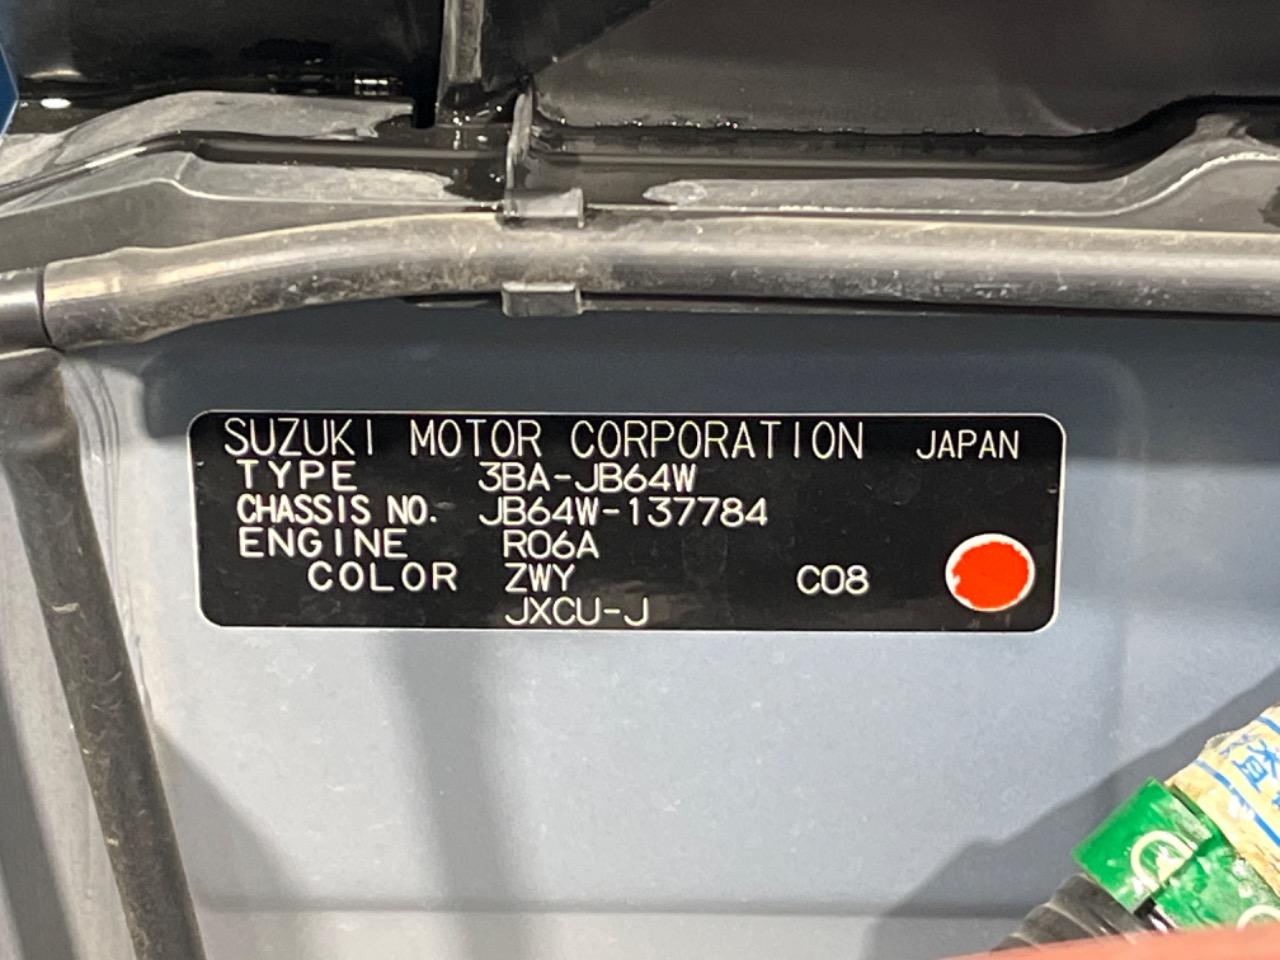 SUZUKI MOTOR CORPORATION JAPAN
TYPE 3BA-JB64W
CHASSIS NO. JB64W-137784
ENGINE R06A
COLOR ZWY C08
JXCU-J